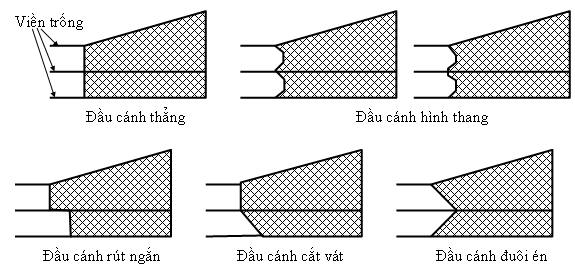 Viền trống
Đầu cánh thẳng
Đầu cánh hình thang
Đầu cánh rút ngắn
Đầu cánh cắt vát
Đầu cánh đuôi én